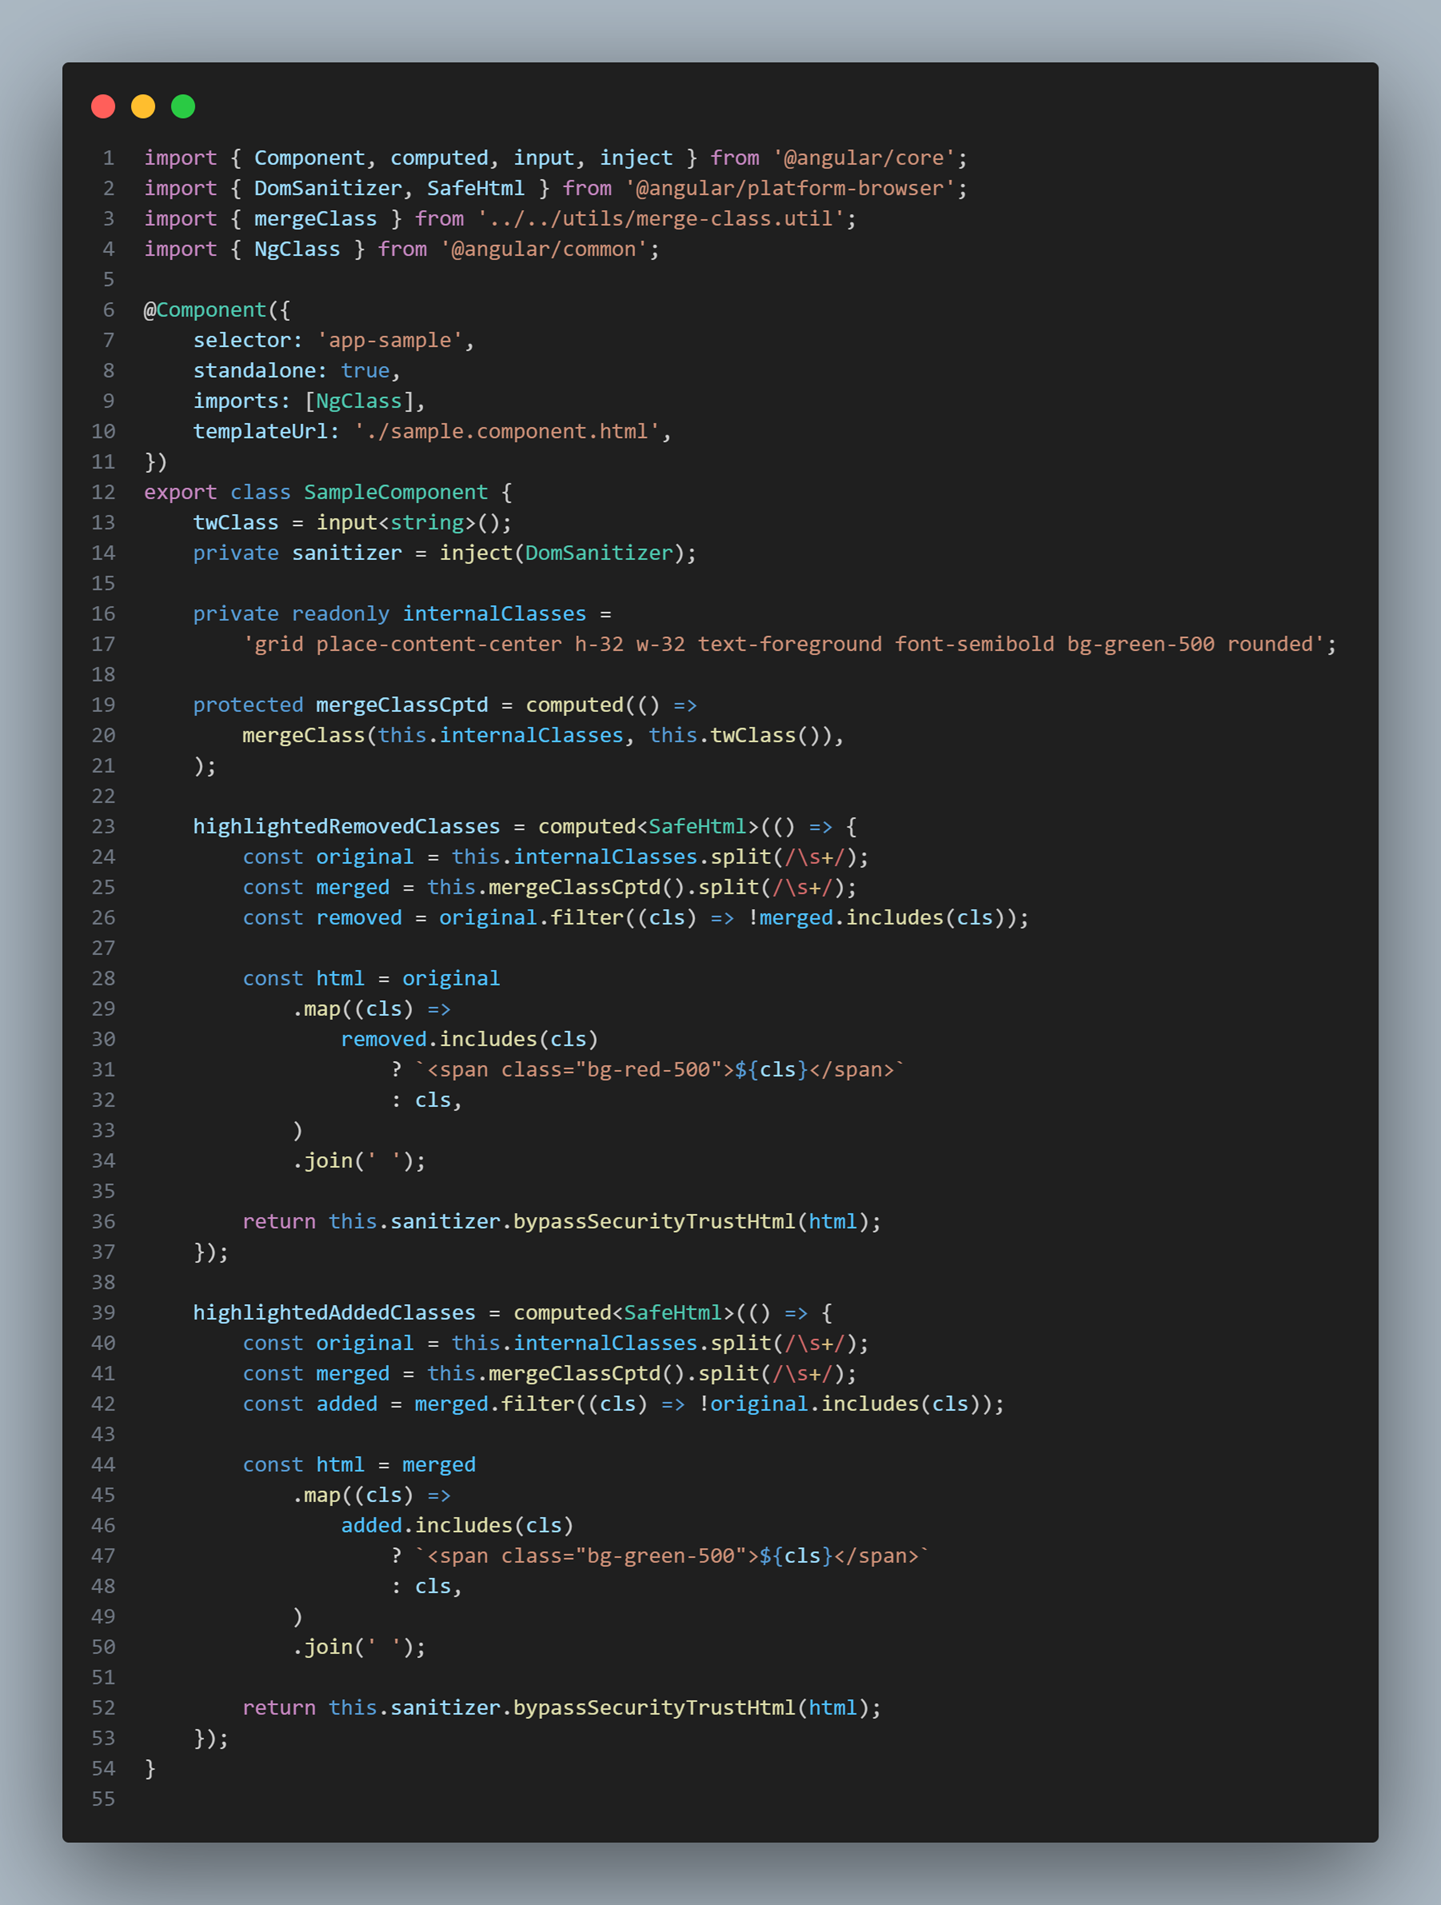 1 import { Component, computed, input, inject } from '@angular/core';
2 import { DomSanitizer, SafeHtml } from '@angular/platform-browser';
3 import { mergeClass } from '../../utils/merge-class.util';
4 import { NgClass } from '@angular/common';
5
6 @Component({
7     selector: 'app-sample',
8     standalone: true,
9     imports: [NgClass],
10     templateUrl: './sample.component.html',
11 })
12 export class SampleComponent {
13     twClass = input<string>();
14     private sanitizer = inject(DomSanitizer);
15
16     private readonly internalClasses =
17         'grid place-content-center h-32 w-32 text-foreground font-semibold bg-green-500 rounded';
18
19     protected mergeClassCptd = computed(() =>
20         mergeClass(this.internalClasses, this.twClass()),
21     );
22
23     highlightedRemovedClasses = computed<SafeHtml>(() => {
24         const original = this.internalClasses.split(/\s+/);
25         const merged = this.mergeClassCptd().split(/\s+/);
26         const removed = original.filter((cls) => !merged.includes(cls));
27
28         const html = original
29             .map((cls) =>
30                 removed.includes(cls)
31                     ? `<span class="bg-red-500">${cls}</span>`
32                     : cls,
33             )
34             .join(' ');
35
36         return this.sanitizer.bypassSecurityTrustHtml(html);
37     });
38
39     highlightedAddedClasses = computed<SafeHtml>(() => {
40         const original = this.internalClasses.split(/\s+/);
41         const merged = this.mergeClassCptd().split(/\s+/);
42         const added = merged.filter((cls) => !original.includes(cls));
43
44         const html = merged
45             .map((cls) =>
46                 added.includes(cls)
47                     ? `<span class="bg-green-500">${cls}</span>`
48                     : cls,
49             )
50             .join(' ');
51
52         return this.sanitizer.bypassSecurityTrustHtml(html);
53     });
54 }
55